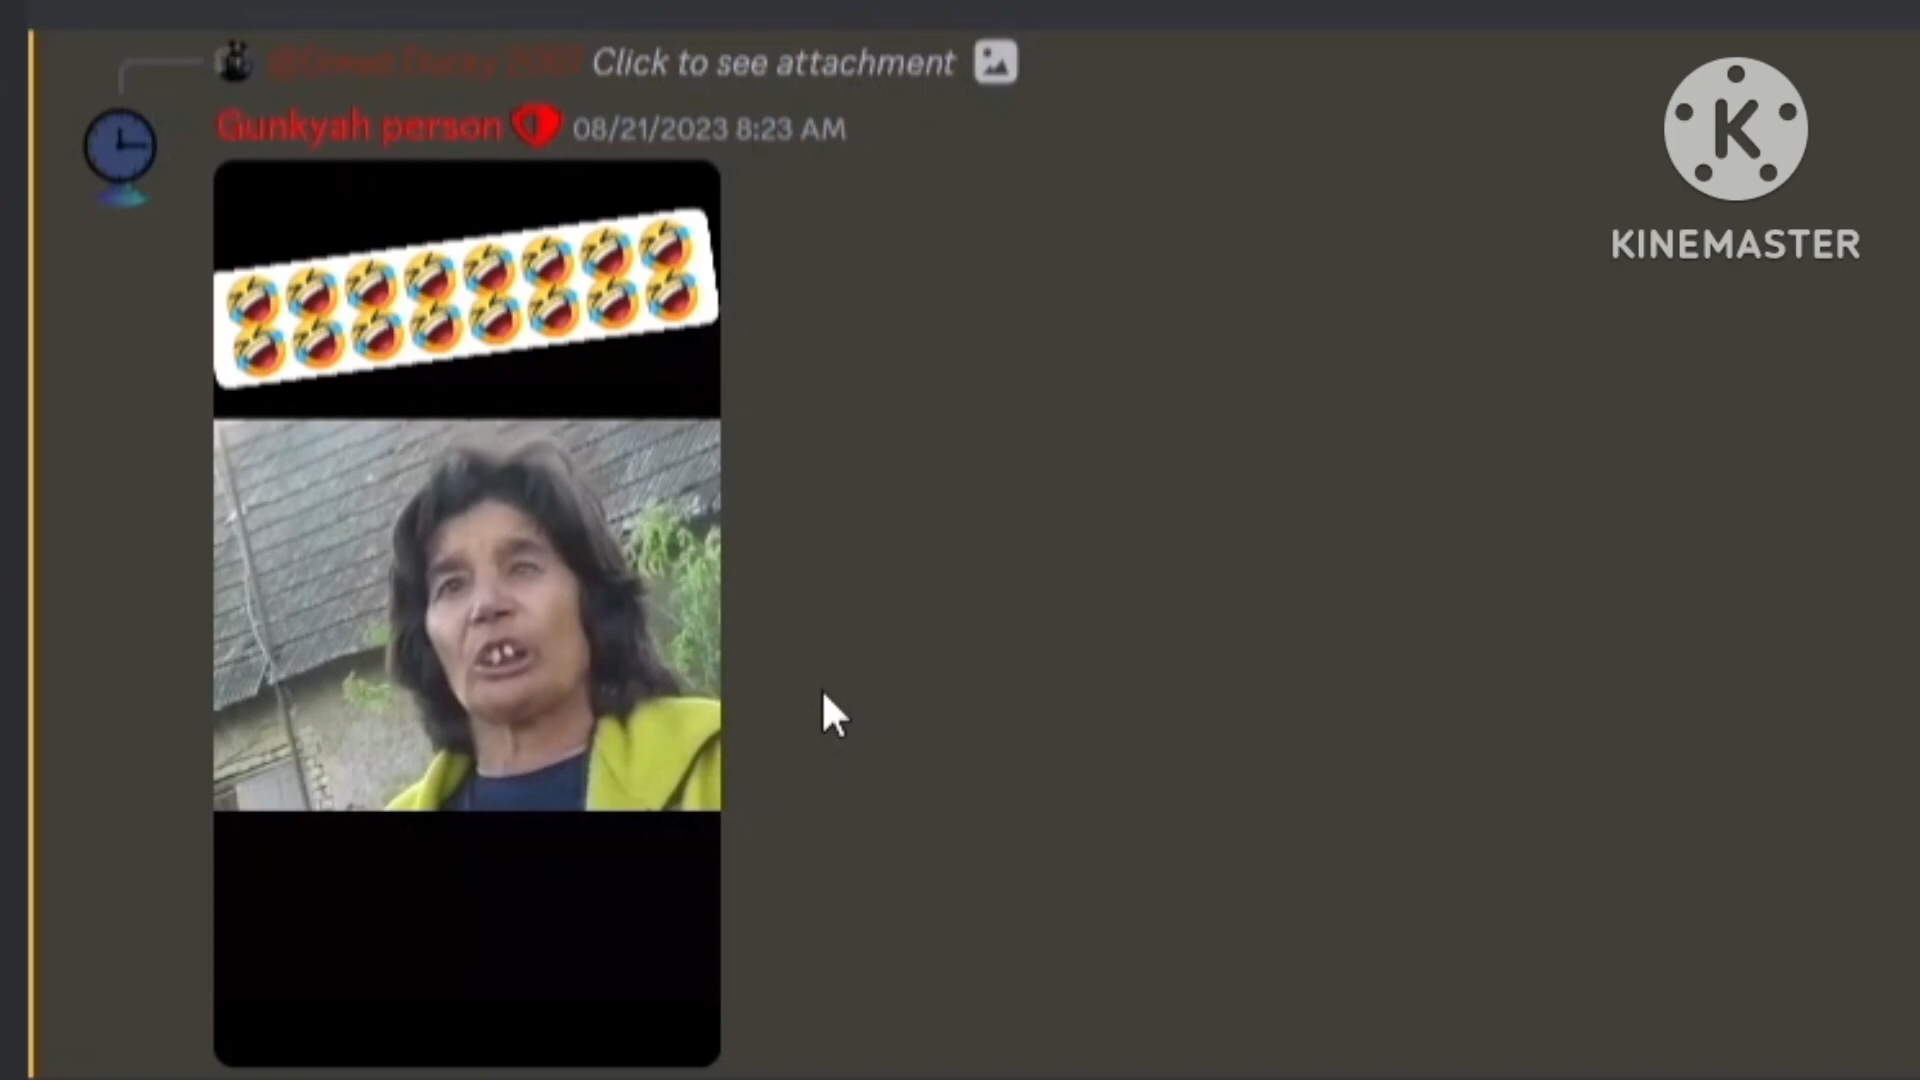 Click to see attachment
Gunkyah person 08/21/2023 8:23 AM
K
KINEMASTER